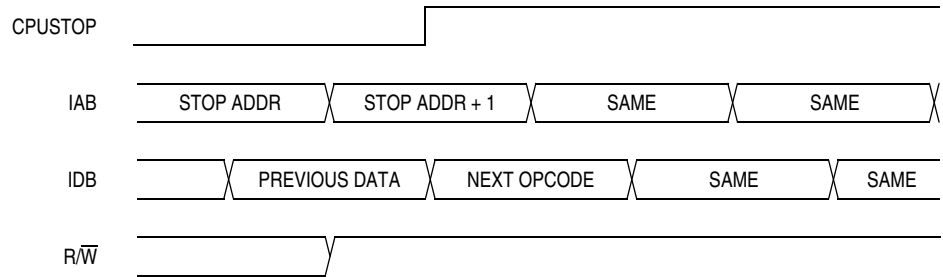 CPUSTOP
IAB STOP ADDR STOP ADDR + 1 SAME SAME
IDB PREVIOUS DATA NEXT OPCODE SAME SAME
R/W̅